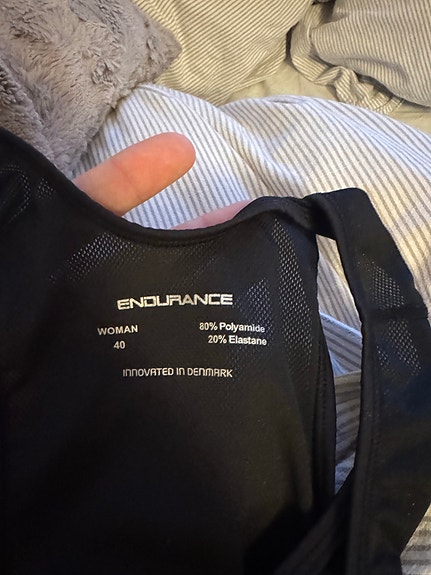 ENDURANCE
WOMAN
40
80% Polyamide
20% Elastane
INNOVATED IN DENMARK